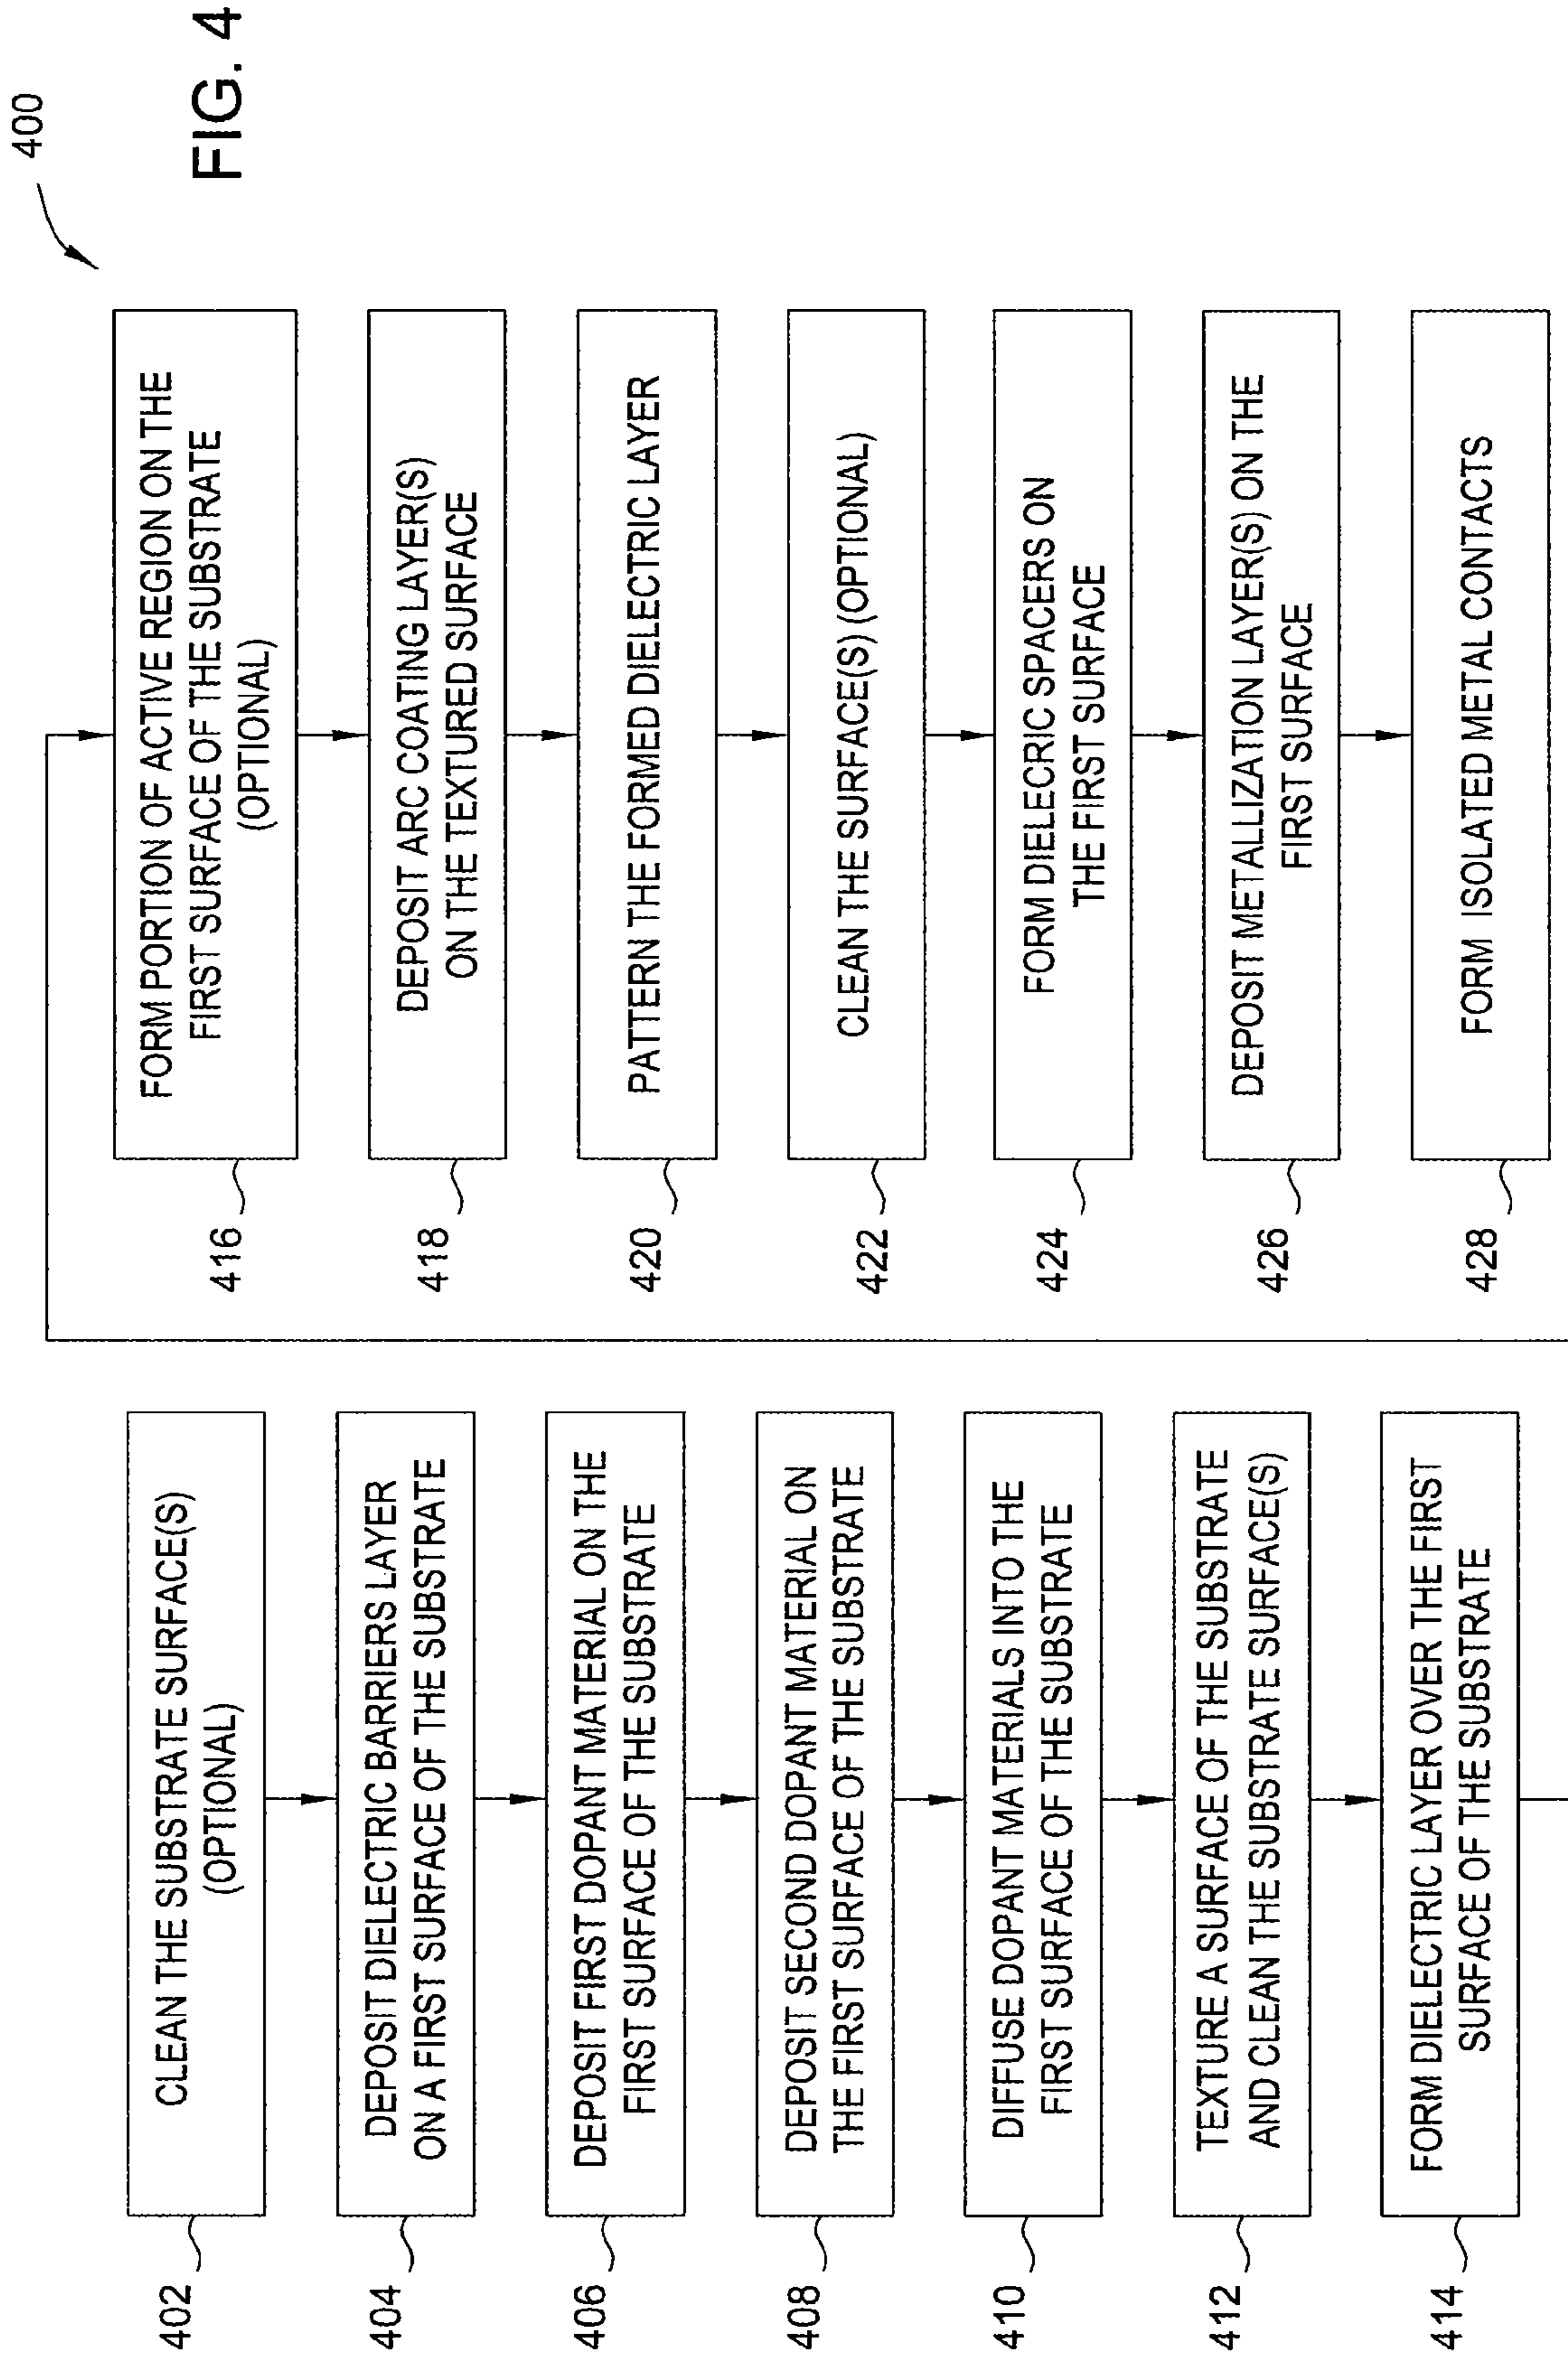 400
FIG. 4
402
CLEAN THE SUBSTRATE SURFACE(S)
(OPTIONAL)
404
DEPOSIT DIELECTRIC BARRIERS LAYER
ON A FIRST SURFACE OF THE SUBSTRATE
406
DEPOSIT FIRST DOPANT MATERIAL ON THE
FIRST SURFACE OF THE SUBSTRATE
408
DEPOSIT SECOND DOPANT MATERIAL ON
THE FIRST SURFACE OF THE SUBSTRATE
410
DIFFUSE DOPANT MATERIALS INTO THE
FIRST SURFACE OF THE SUBSTRATE
412
TEXTURE A SURFACE OF THE SUBSTRATE
AND CLEAN THE SUBSTRATE SURFACE(S)
414
FORM DIELECTRIC LAYER OVER THE FIRST
SURFACE OF THE SUBSTRATE
416
FORM PORTION OF ACTIVE REGION ON THE
FIRST SURFACE OF THE SUBSTRATE
(OPTIONAL)
418
DEPOSIT ARC COATING LAYER(S)
ON THE TEXTURED SURFACE
420
PATTERN THE FORMED DIELECTRIC LAYER
422
CLEAN THE SURFACE(S) (OPTIONAL)
424
FORM DIELECRIC SPACERS ON
THE FIRST SURFACE
426
DEPOSIT METALLIZATION LAYER(S) ON THE
FIRST SURFACE
428
FORM ISOLATED METAL CONTACTS